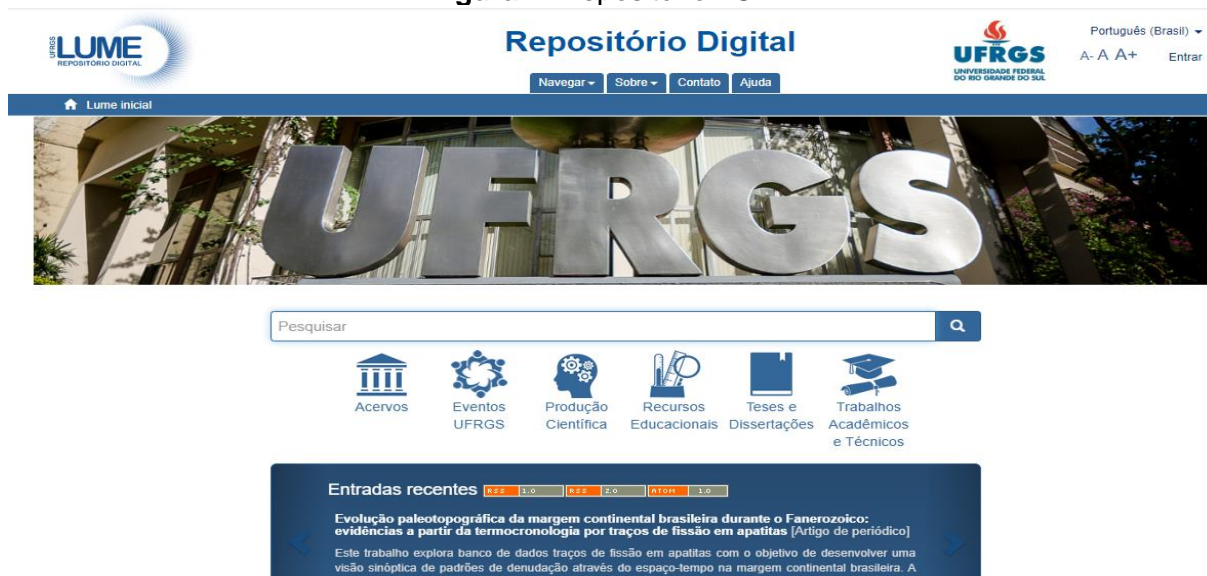 UFRGS
LUME
REPOSITÓRIO DIGITAL
Repositório Digital
Navegar
Sobre
Contato
Ajuda
UFRGS
UNIVERSIDADE FEDERAL
DO RIO GRANDE DO SUL
Português (Brasil)
A- A A+
Entrar
Lume inicial
UFRGS
Pesquisar
Acervos
Eventos
UFRGS
Produção
Científica
Recursos
Educacionais
Teses e
Dissertações
Trabalhos
Acadêmicos
e Técnicos
Entradas recentes RSS 1.0 RSS 2.0 ATOM 1.0
Evolução paleotopográfica da margem continental brasileira durante o Fanerozoico:
evidências a partir da termocronologia por traços de fissão em apatitas [Artigo de periódico]
Este trabalho explora banco de dados traços de fissão em apatitas com o objetivo de desenvolver uma
visão sinóptica de padrões de denudação através do espaço-tempo na margem continental brasileira. A